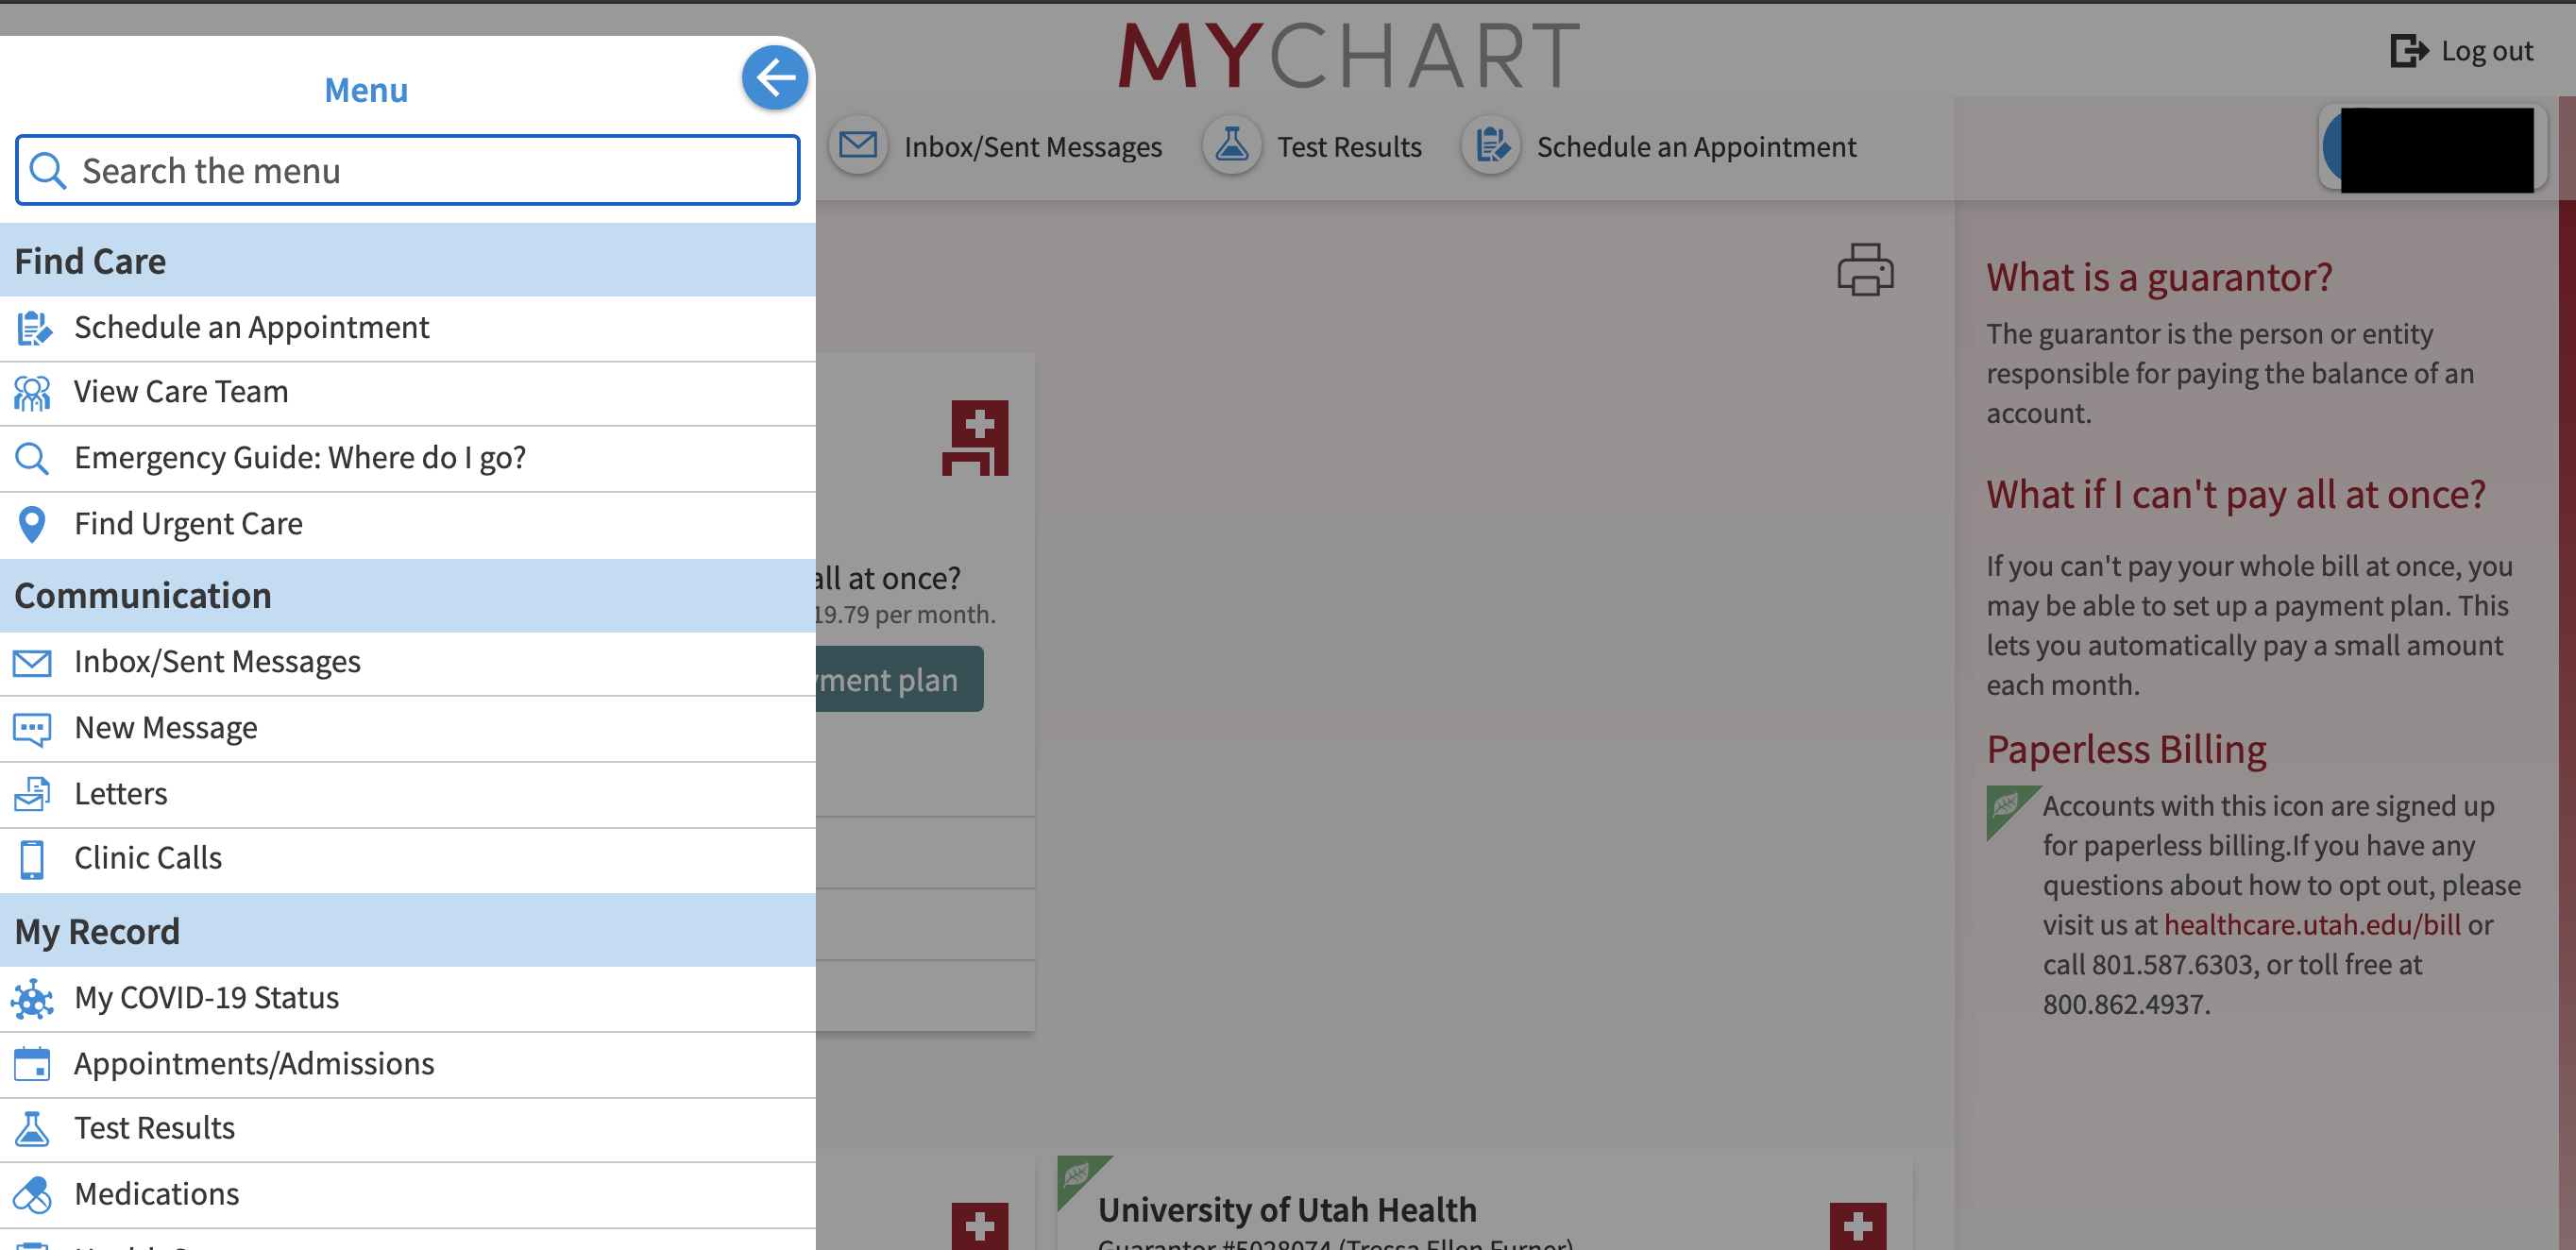 MYCHART
Log out
Menu
Search the menu
Find Care
Schedule an Appointment
View Care Team
Emergency Guide: Where do I go?
Find Urgent Care
Communication
Inbox/Sent Messages
New Message
Letters
Clinic Calls
My Record
My COVID-19 Status
Appointments/Admissions
Test Results
Medications
Inbox/Sent Messages
Test Results
Schedule an Appointment
all at once?
19.79 per month.
yment plan
University of Utah Health
Guarantor #5028074 (Tressa Ellen Furner)
What is a guarantor?
The guarantor is the person or entity
responsible for paying the balance of an
account.
What if I can't pay all at once?
If you can't pay your whole bill at once, you
may be able to set up a payment plan. This
lets you automatically pay a small amount
each month.
Paperless Billing
Accounts with this icon are signed up
for paperless billing.If you have any
questions about how to opt out, please
visit us at healthcare.utah.edu/bill or
call 801.587.6303, or toll free at
800.862.4937.